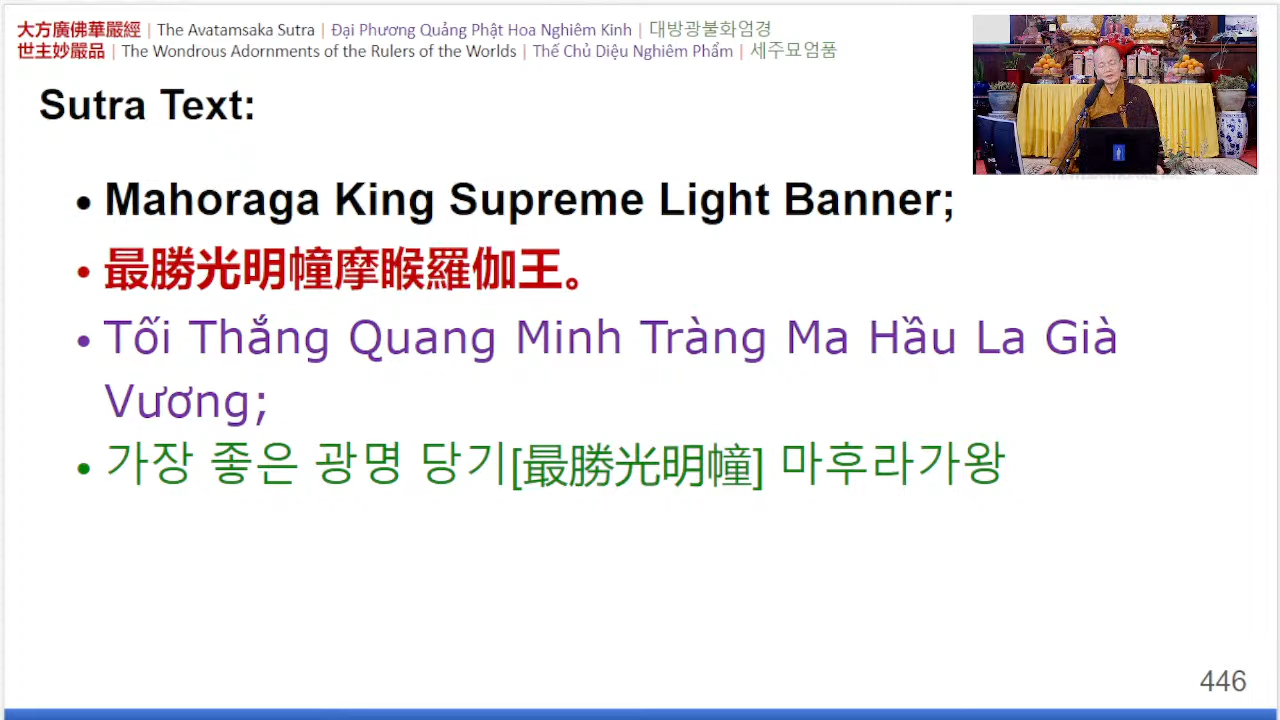 大方廣佛華嚴經 | The Avatamsaka Sutra | Đại Phương Quảng Phật Hoa Nghiêm Kinh | 대방광불화엄경
世主妙嚴品 | The Wondrous Adornments of the Rulers of the Worlds | Thế Chủ Diệu Nghiêm Phẩm | 세주묘엄품
Sutra Text:
• Mahoraga King Supreme Light Banner;
• 最勝光明幢摩睺羅伽王。
• Tối Thắng Quang Minh Tràng Ma Hầu La Già
Vương;
• 가장 좋은 광명 당기[最勝光明幢] 마후라가왕
446